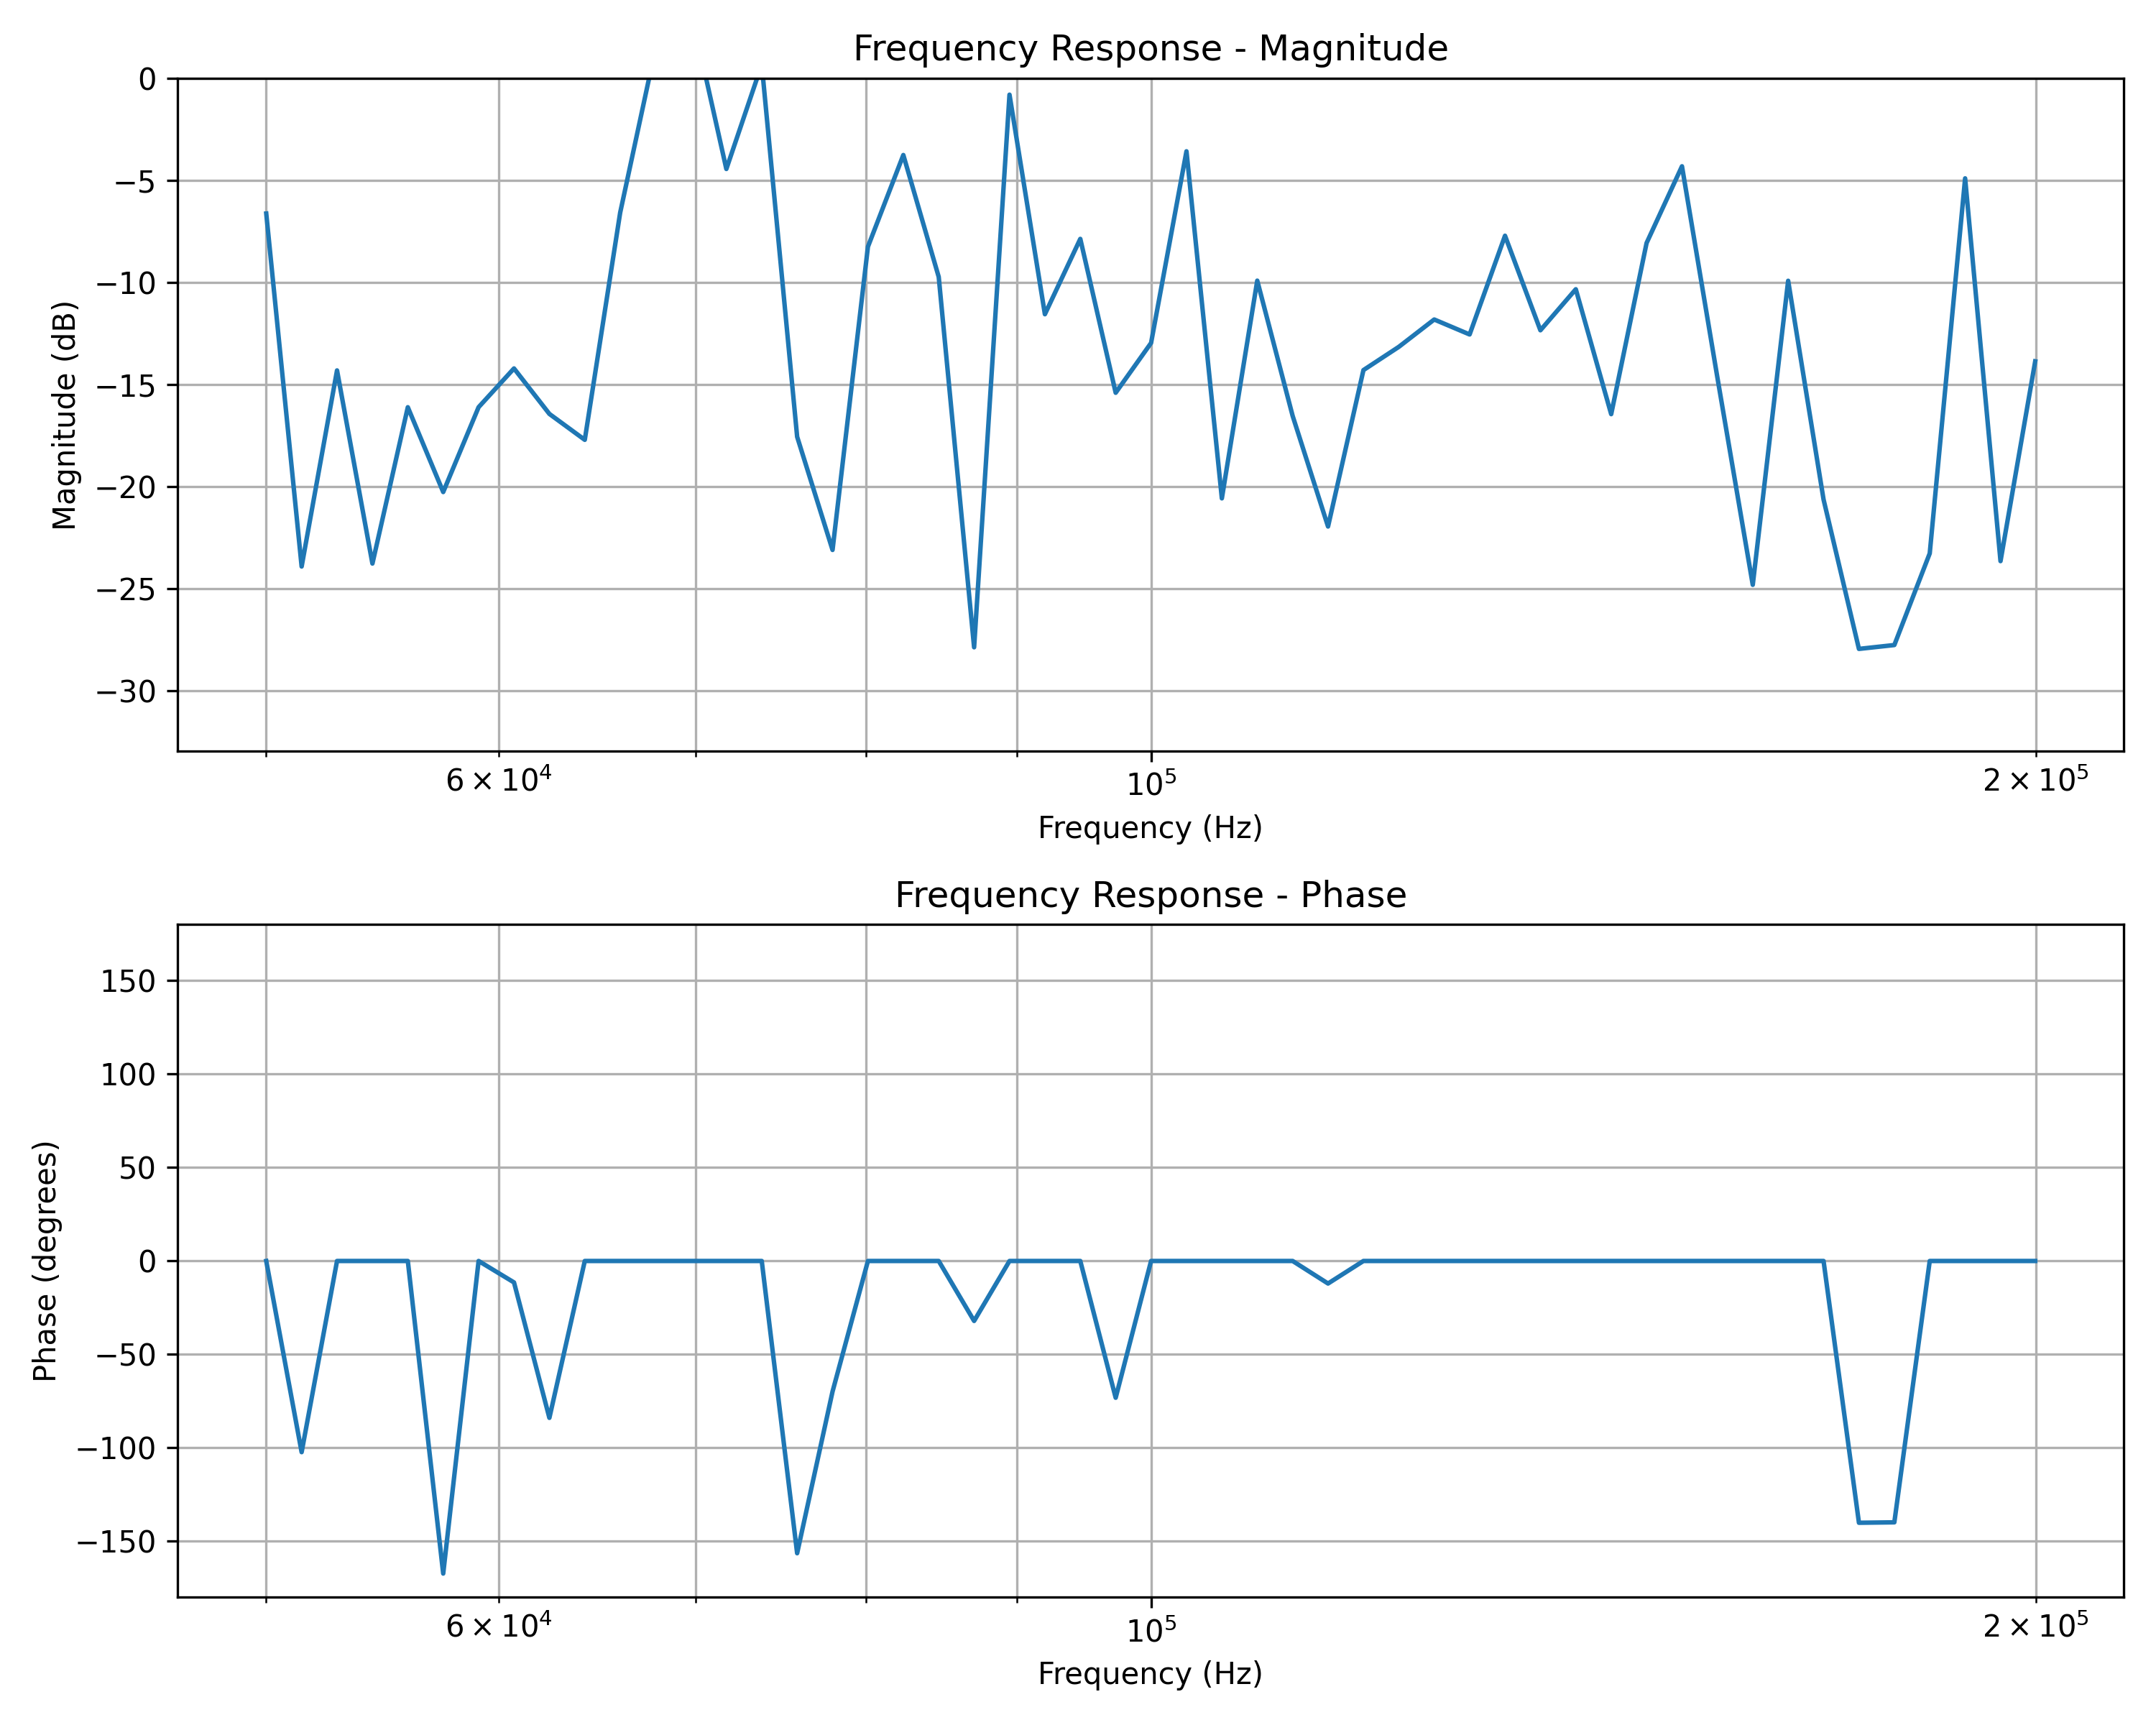 Frequency Response - Magnitude
Magnitude (dB)
0
−5
−10
−15
−20
−25
−30
6 × 10⁴
10⁵
2 × 10⁵
Frequency (Hz)
Frequency Response - Phase
Phase (degrees)
150
100
50
0
−50
−100
−150
6 × 10⁴
10⁵
2 × 10⁵
Frequency (Hz)